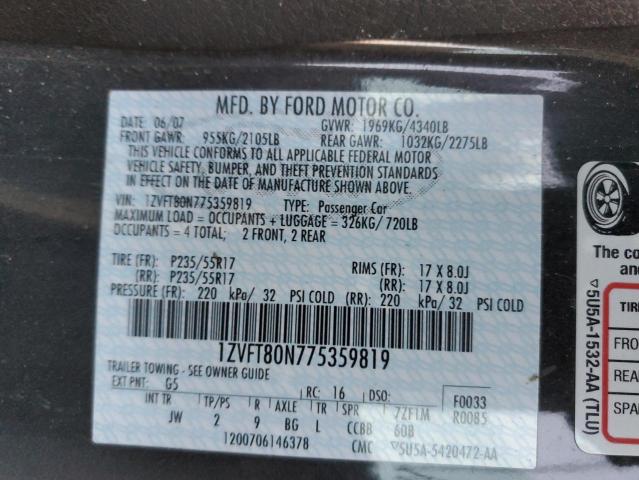 MFD. BY FORD MOTOR CO.
DATE: 06/07 GVWR: 1969KG/4340LB
FRONT GAWR: 955KG/2105LB REAR GAWR: 1032KG/2275LB
THIS VEHICLE CONFORMS TO ALL APPLICABLE FEDERAL MOTOR
VEHICLE SAFETY, BUMPER, AND THEFT PREVENTION STANDARDS
IN EFFECT ON THE DATE OF MANUFACTURE SHOWN ABOVE.
VIN: 1ZVFT80N775359819 TYPE: Passenger Car
MAXIMUM LOAD = OCCUPANTS + LUGGAGE = 326KG/720LB
OCCUPANTS = 4 TOTAL; 2 FRONT, 2 REAR
TIRE (FR): P235/55R17 RIMS (FR): 17 X 8.0J
(RR): P235/55R17 (RR): 17 X 8.0J
PRESSURE (FR): 220 kPa/ 32 PSI COLD (RR): 220 kPa/ 32 PSI COLD
1ZVFT80N775359819
TRAILER TOWING - SEE OWNER GUIDE
EXT PNT: G5 RC: 16 DSO: F0033
INT TR TP/PS R AXLE TR SPR 7ZF1M R0085
JW 2 9 BG L CCBB 60B
1200706146378 CMC ▽5U5A-5420472-AA
▽5U5A-1532-AA (TLU)
The co
an
TIRE
FRO
REA
SPA